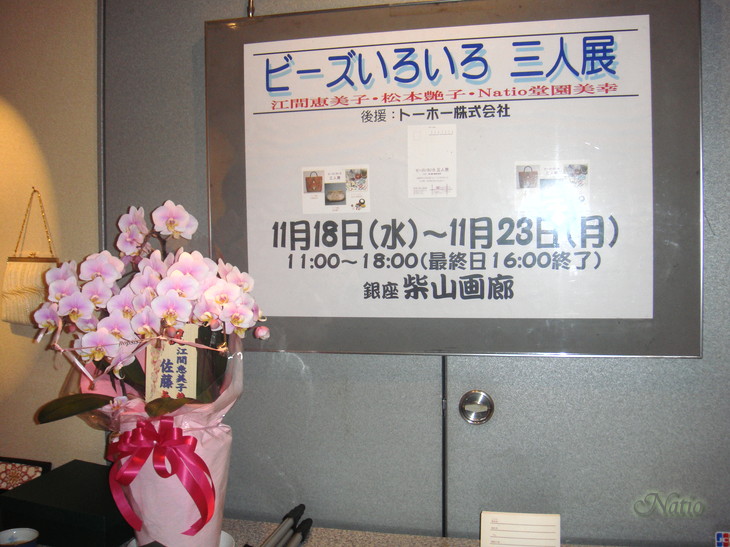 ビーズいろいろ 三人展
江間恵美子・松本艶子・Natio堂園美幸
後援：トーホー株式会社
三人展
11月18日(水)～11月23日(月)
11:00～18:00(最終日16:00終了)
銀座 柴山画廊
江間恵美子
佐藤
Natio
JCB